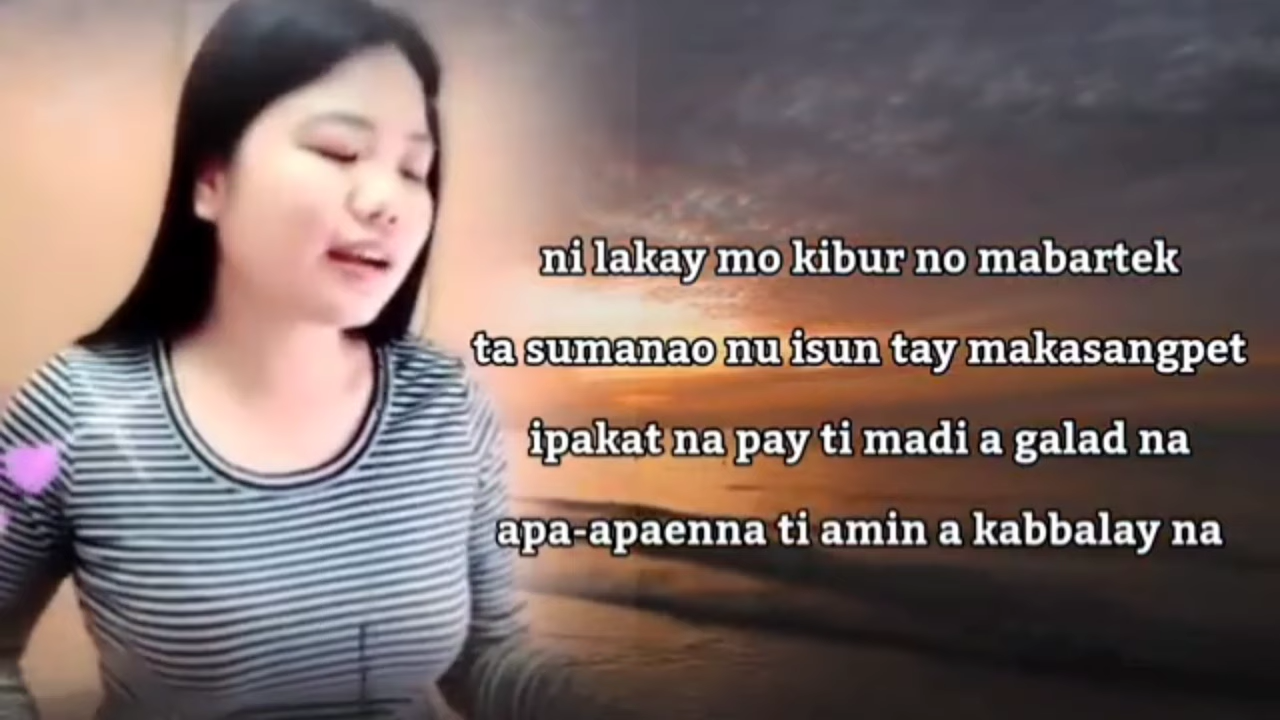 ni lakay mo kibur no mabartek
ta sumanao nu isun tay makasangpet
ipakat na pay ti madi a galad na
apa-apaenna ti amin a kabbalay na